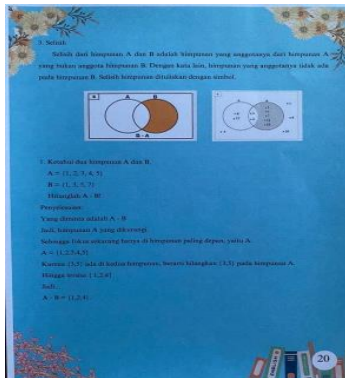 3. Selisih
Selisih dari himpunan A dan B adalah himpunan yang anggotanya dari himpunan A
yang bukan anggota himpunan B. Dengan kata lain, himpunan yang anggotanya tidak ada
pada himpunan B. Selisih himpunan dituliskan dengan simbol.
S
A B
B - A
1. Ketahui dua himpunan A dan B.
A = {1, 2, 3, 4, 5}
B = {1, 3, 5, 7}
Hitunglah A - B!
Penyelesaian:
Yang diminta adalah A - B
Jadi, himpunan A yang dikurangi.
Sehingga fokus sekarang hanya di himpunan paling depan, yaitu A.
A = {1,2,3,4,5}
Karena {3,5} ada di kedua himpunan, berarti hilangkan {3,5} pada himpunan A.
Hingga tersisa {1,2,4}
Jadi,
A - B = {1,2,4}
20